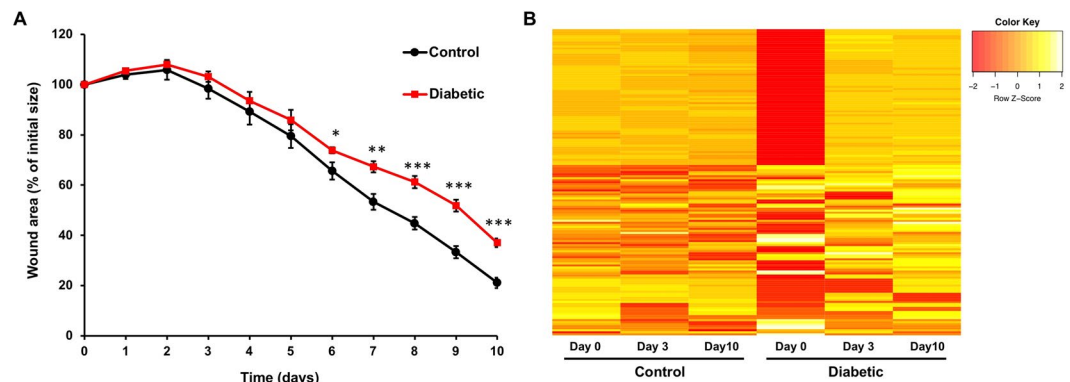 A
120
100
80
60
40
20
0
Wound area (% of initial size)
Control
Diabetic
*
**
***
***
***
0 1 2 3 4 5 6 7 8 9 10
Time (days)
B
Color Key
−2 −1 0 1 2
Row Z-Score
Day 0 Day 3 Day10 Day 0 Day 3 Day10
Control Diabetic